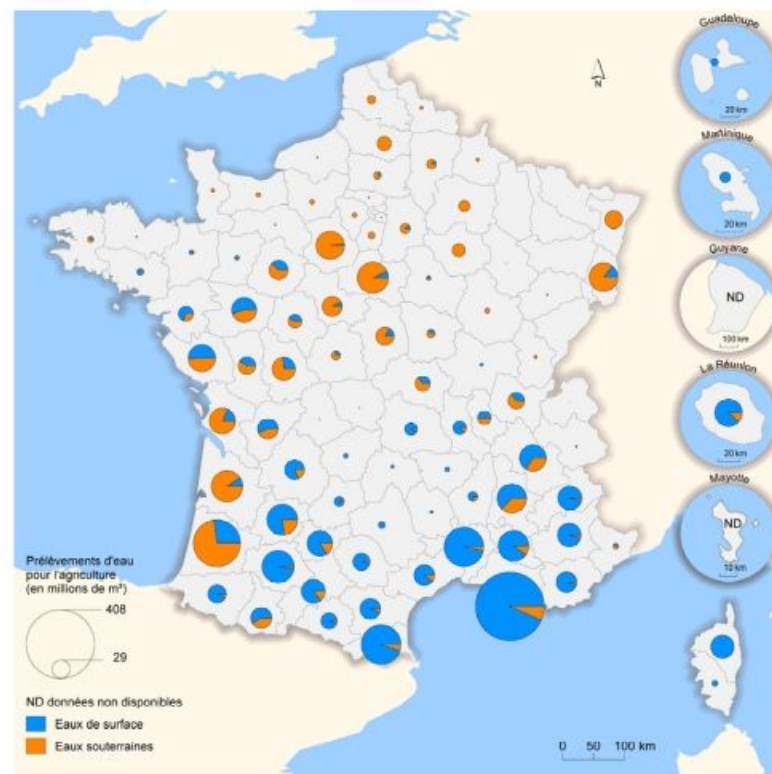 Guadeloupe
20 km
N
Martinique
20 km
Guyane
ND
100 km
La Réunion
20 km
Mayotte
ND
10 km
Prélèvements d'eau
pour l'agriculture
(en millions de m³)
408
29
ND données non disponibles
Eaux de surface
Eaux souterraines
0 50 100 km